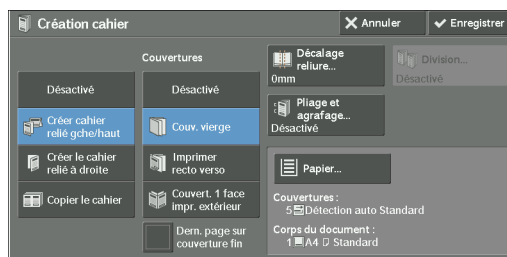 Création cahier
Annuler
Enregistrer
Couvertures
Désactivé
Créer cahier
relié gche/haut
Créer le cahier
relié à droite
Copier le cahier
Désactivé
Couv. vierge
Imprimer
recto verso
Couvert. 1 face
impr. extérieur
Dern. page sur
couverture fin
Décalage
reliure...
0mm
Division...
Désactivé
Pliage et
agrafage...
Désactivé
Papier...
Couvertures :
5 Détection auto Standard
Corps du document :
1 A4 Standard